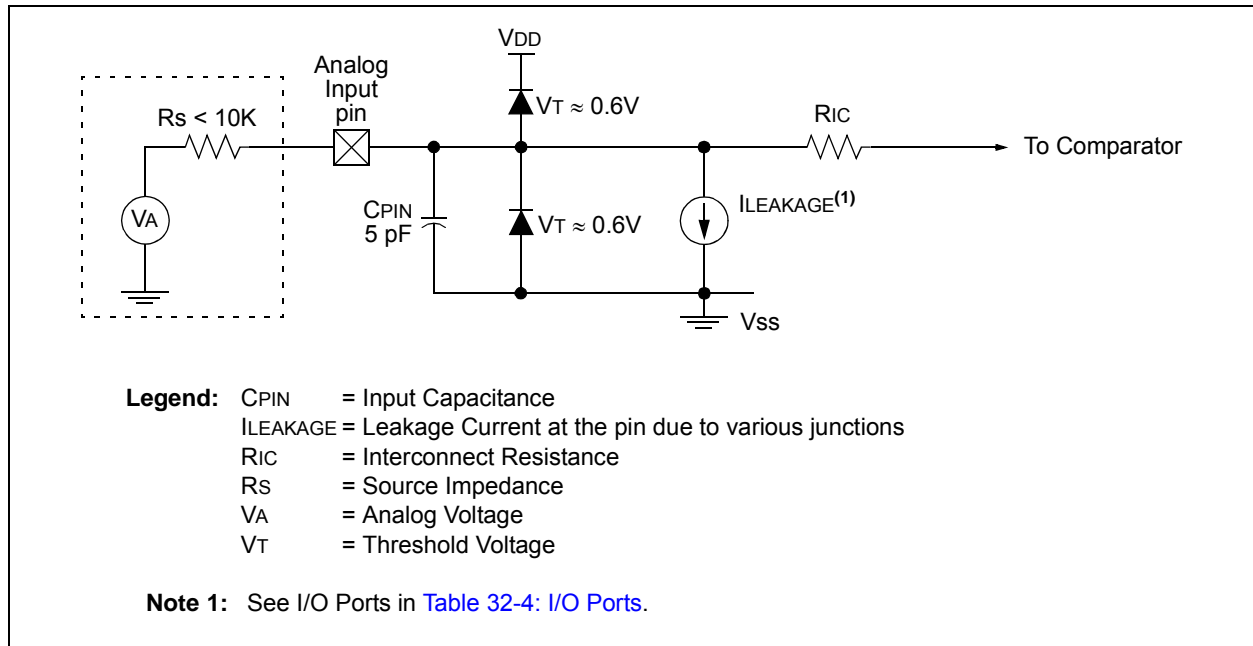 VDD
Analog
Input
pin
Rs < 10K
VT ≈ 0.6V
RIC
To Comparator
VA
CPIN
5 pF
VT ≈ 0.6V
ILEAKAGE(1)
Vss
Legend: CPIN = Input Capacitance
ILEAKAGE = Leakage Current at the pin due to various junctions
RIC = Interconnect Resistance
RS = Source Impedance
VA = Analog Voltage
VT = Threshold Voltage
Note 1: See I/O Ports in Table 32-4: I/O Ports.